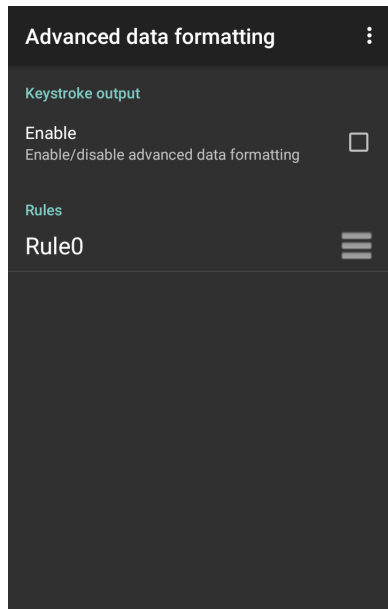 Advanced data formatting
Keystroke output
Enable
Enable/disable advanced data formatting
Rules
Rule0